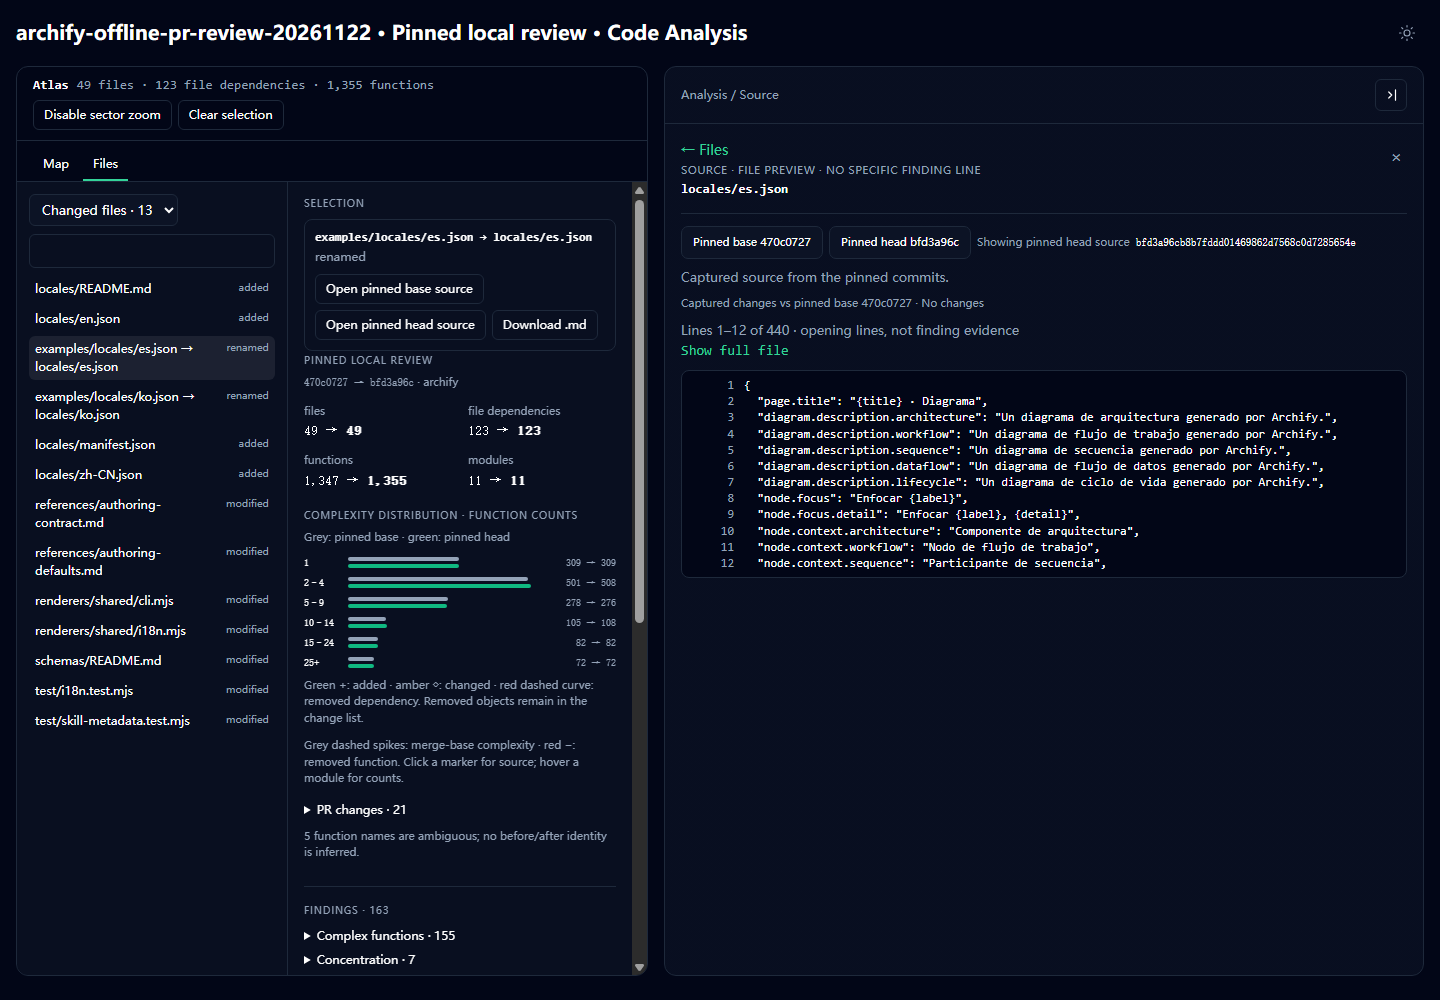 archify-offline-pr-review-20261122 • Pinned local review • Code Analysis
Atlas 49 files · 123 file dependencies · 1,355 functions
Disable sector zoom
Clear selection
Map
Files
Changed files · 13
locales/README.md added
locales/en.json added
examples/locales/es.json → renamed
locales/es.json
examples/locales/ko.json → renamed
locales/ko.json
locales/manifest.json added
locales/zh-CN.json added
references/authoring- modified
contract.md
references/authoring- modified
defaults.md
renderers/shared/cli.mjs modified
renderers/shared/i18n.mjs modified
schemas/README.md modified
test/i18n.test.mjs modified
test/skill-metadata.test.mjs modified
SELECTION
examples/locales/es.json → locales/es.json
renamed
Open pinned base source
Open pinned head source
Download .md
PINNED LOCAL REVIEW
470c0727 → bfd3a96c · archify
files
49 → 49
file dependencies
123 → 123
functions
1,347 → 1,355
modules
11 → 11
COMPLEXITY DISTRIBUTION · FUNCTION COUNTS
Grey: pinned base · green: pinned head
1 309 → 309
2–4 501 → 508
5–9 278 → 276
10–14 105 → 108
15–24 82 → 82
25+ 72 → 72
Green +: added · amber ⋄: changed · red dashed curve:
removed dependency. Removed objects remain in the
change list.
Grey dashed spikes: merge-base complexity · red −:
removed function. Click a marker for source; hover a
module for counts.
▶ PR changes · 21
5 function names are ambiguous; no before/after identity
is inferred.
FINDINGS · 163
▶ Complex functions · 155
▶ Concentration · 7
Analysis / Source
← Files
SOURCE · FILE PREVIEW · NO SPECIFIC FINDING LINE
locales/es.json
Pinned base 470c0727
Pinned head bfd3a96c
Showing pinned head source bfd3a96cb8b7fddd01469862d7568c0d7285654e
Captured source from the pinned commits.
Captured changes vs pinned base 470c0727 · No changes
Lines 1–12 of 440 · opening lines, not finding evidence
Show full file
1 {
2 "page.title": "{title} · Diagrama",
3 "diagram.description.architecture": "Un diagrama de arquitectura generado por Archify.",
4 "diagram.description.workflow": "Un diagrama de flujo de trabajo generado por Archify.",
5 "diagram.description.sequence": "Un diagrama de secuencia generado por Archify.",
6 "diagram.description.dataflow": "Un diagrama de flujo de datos generado por Archify.",
7 "diagram.description.lifecycle": "Un diagrama de ciclo de vida generado por Archify.",
8 "node.focus": "Enfocar {label}",
9 "node.focus.detail": "Enfocar {label}, {detail}",
10 "node.context.architecture": "Componente de arquitectura",
11 "node.context.workflow": "Nodo de flujo de trabajo",
12 "node.context.sequence": "Participante de secuencia",